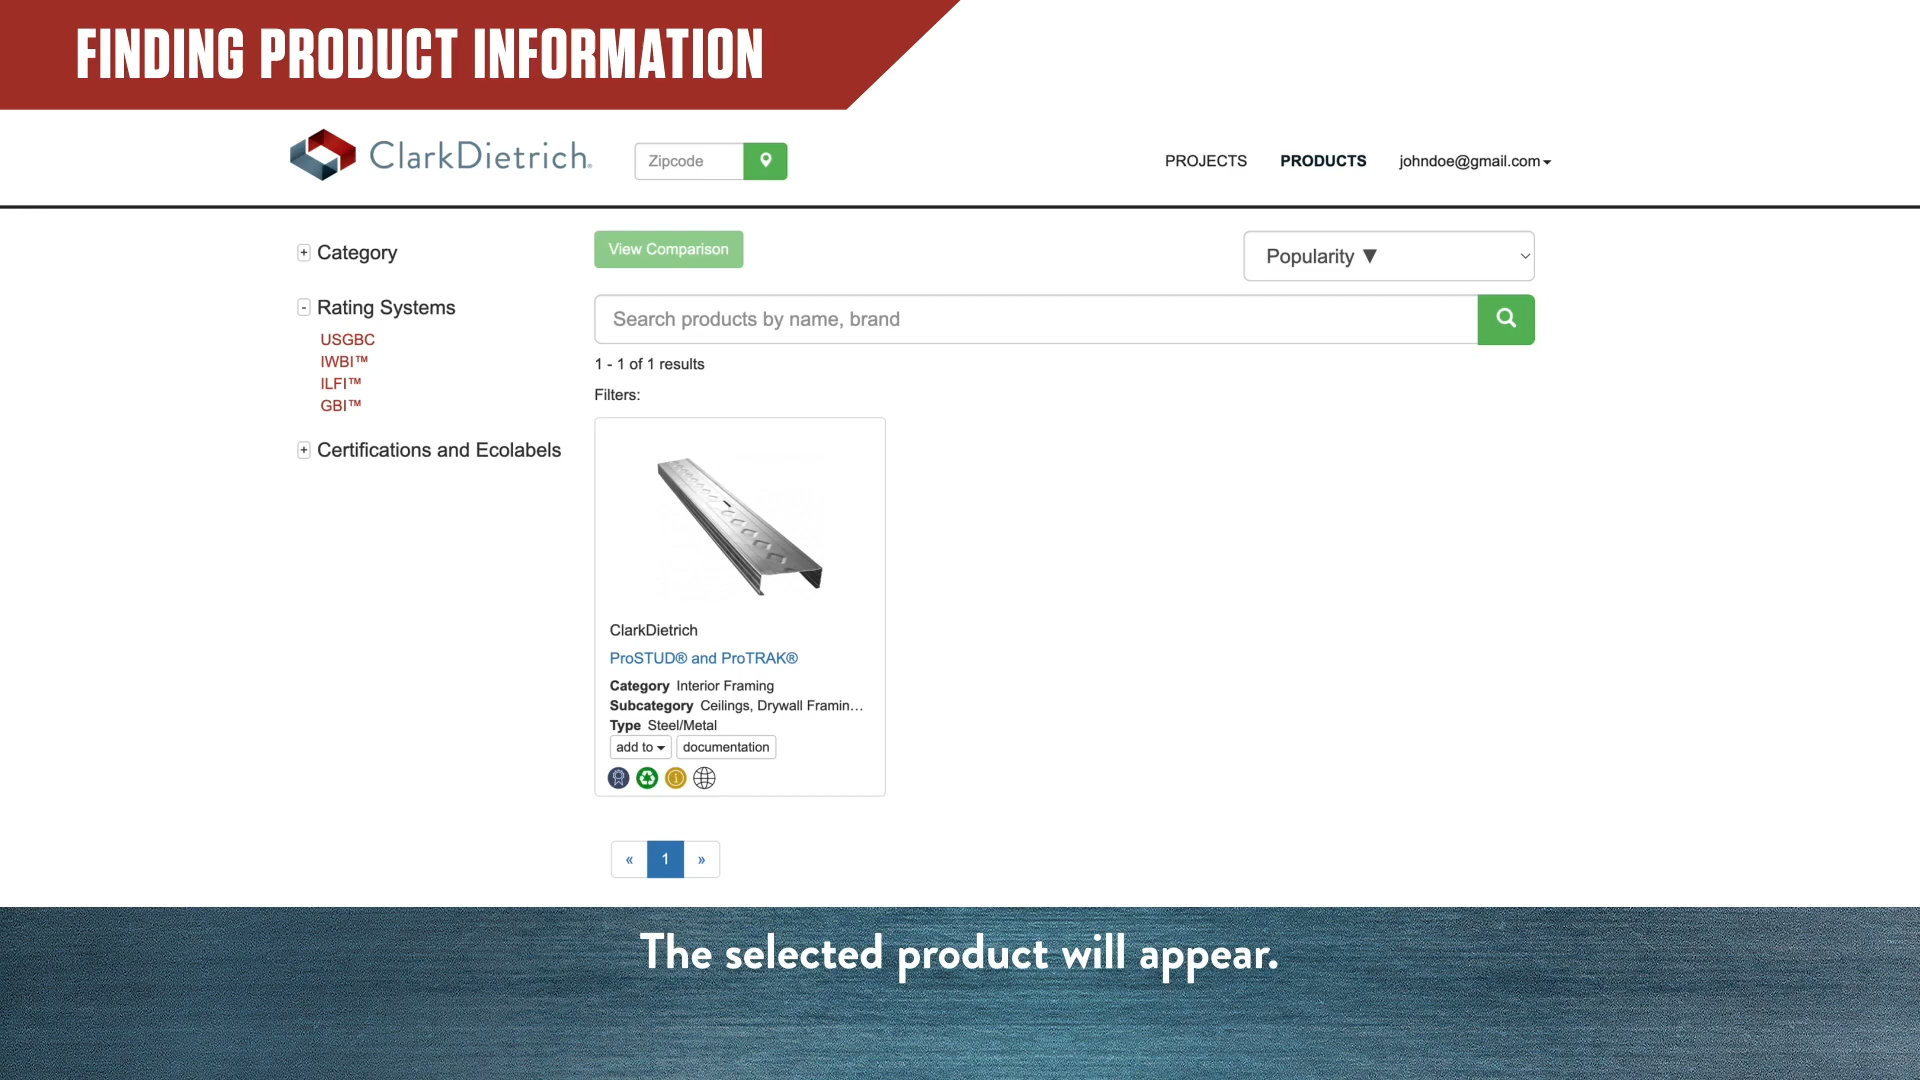 FINDING PRODUCT INFORMATION
ClarkDietrich®
Zipcode
PROJECTS
PRODUCTS
johndoe@gmail.com
+ Category
- Rating Systems
USGBC
IWBI™
ILFI™
GBI™
+ Certifications and Ecolabels
View Comparison
Popularity ▼
Search products by name, brand
1 - 1 of 1 results
Filters:
ClarkDietrich
ProSTUD® and ProTRAK®
Category Interior Framing
Subcategory Ceilings, Drywall Framin…
Type Steel/Metal
add to documentation
« 1 »
The selected product will appear.